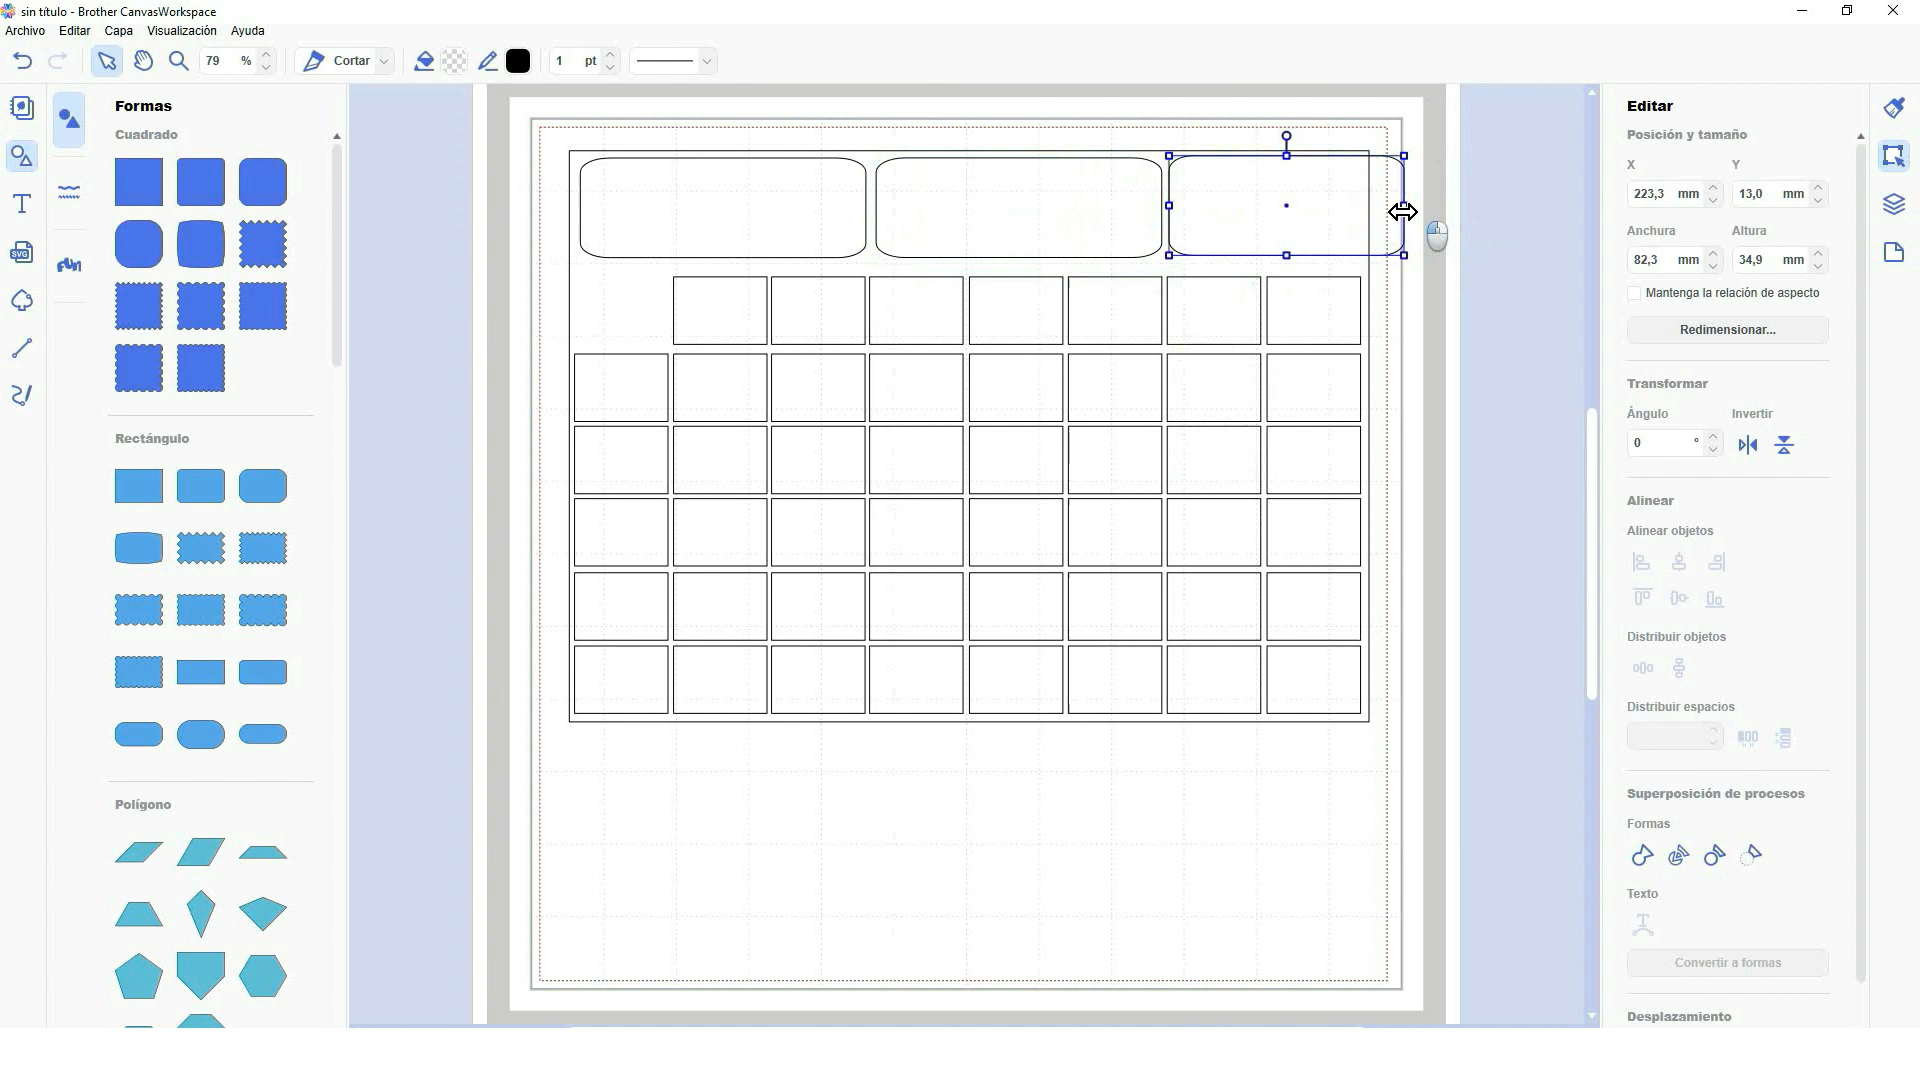 sin título - Brother CanvasWorkspace
Archivo Editar Capa Visualización Ayuda
79 % Cortar 1 pt
Formas
Cuadrado
Rectángulo
Polígono
SVG
Fun
Editar
Posición y tamaño
X Y
223,3 mm 13,0 mm
Anchura Altura
82,3 mm 34,9 mm
Mantenga la relación de aspecto
Redimensionar...
Transformar
Ángulo Invertir
0 °
Alinear
Alinear objetos
Distribuir objetos
Distribuir espacios
Superposición de procesos
Formas
Texto
Convertir a formas
Desplazamiento